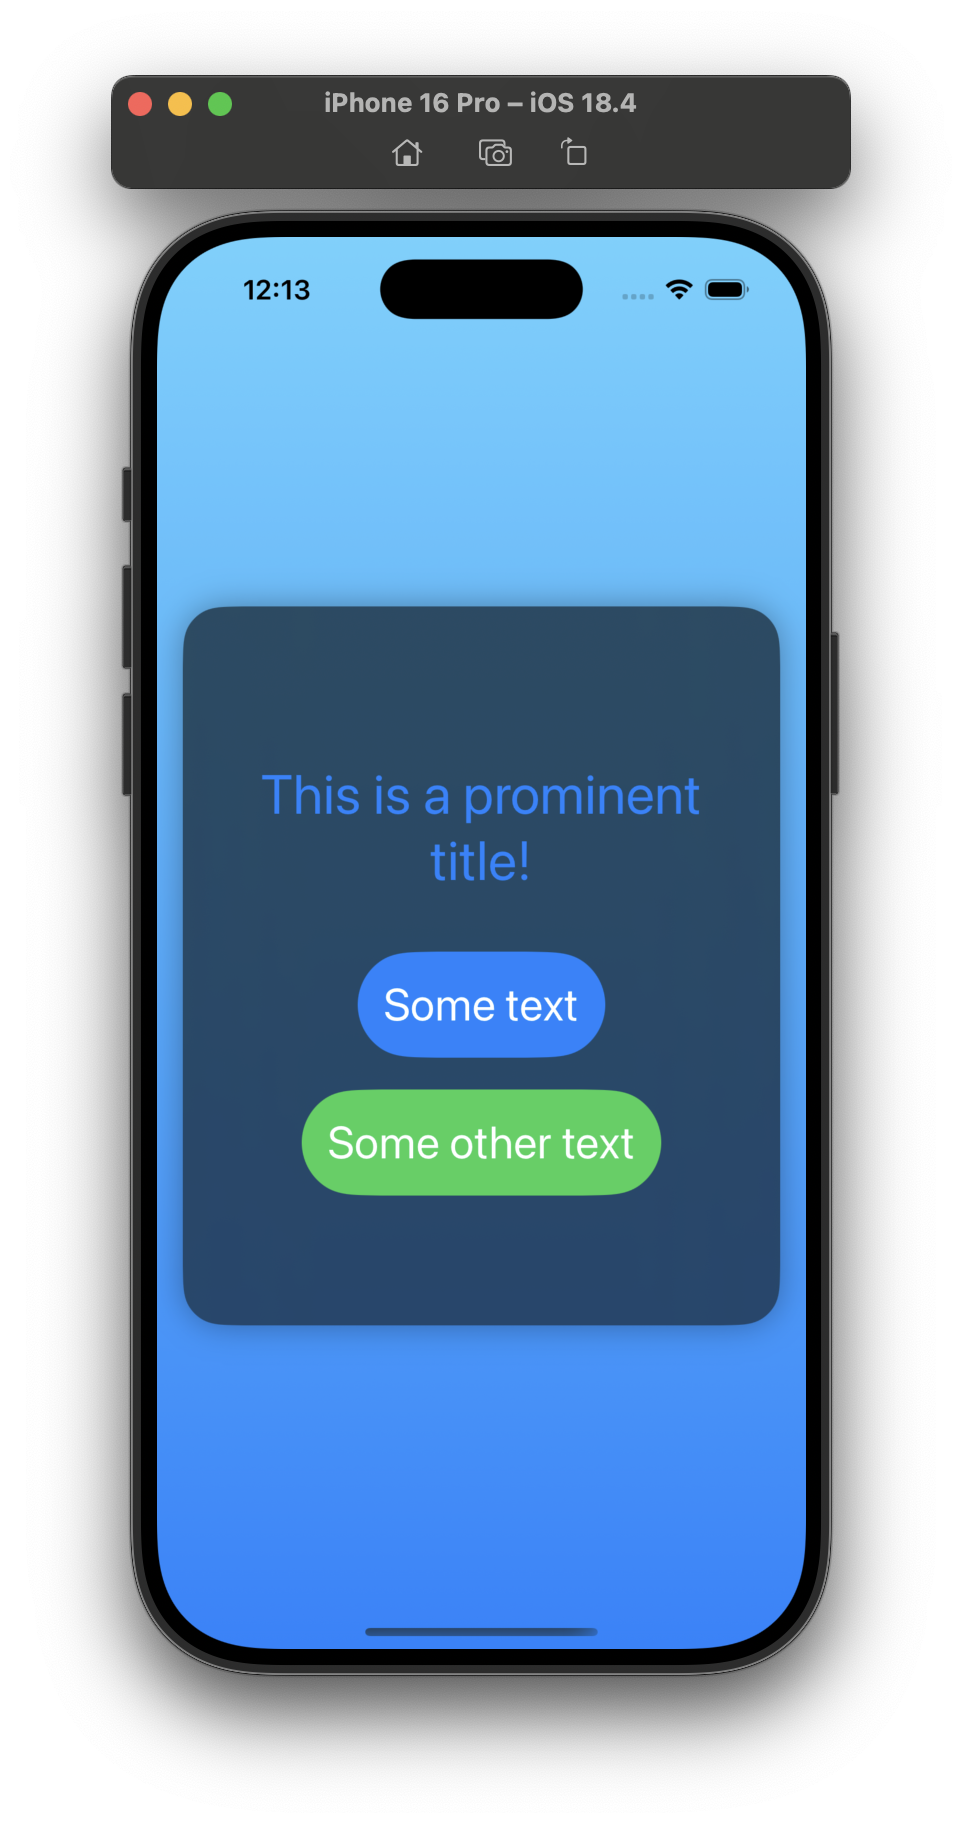 iPhone 16 Pro – iOS 18.4
12:13
This is a prominent
title!
Some text
Some other text